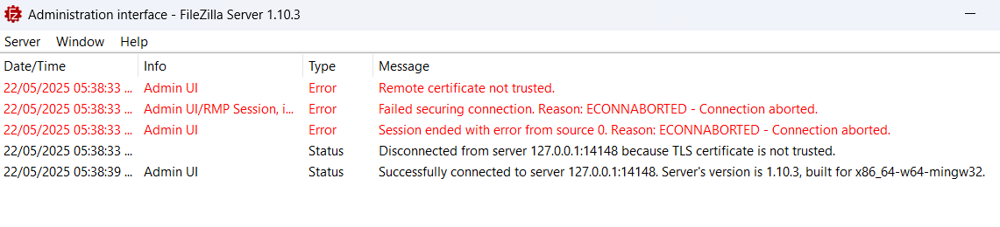 Administration interface - FileZilla Server 1.10.3
Server Window Help
Date/Time Info Type Message
22/05/2025 05:38:33 ... Admin UI Error Remote certificate not trusted.
22/05/2025 05:38:33 ... Admin UI/RMP Session, i... Error Failed securing connection. Reason: ECONNABORTED - Connection aborted.
22/05/2025 05:38:33 ... Admin UI Error Session ended with error from source 0. Reason: ECONNABORTED - Connection aborted.
22/05/2025 05:38:33 ... Status Disconnected from server 127.0.0.1:14148 because TLS certificate is not trusted.
22/05/2025 05:38:39 ... Admin UI Status Successfully connected to server 127.0.0.1:14148. Server's version is 1.10.3, built for x86_64-w64-mingw32.